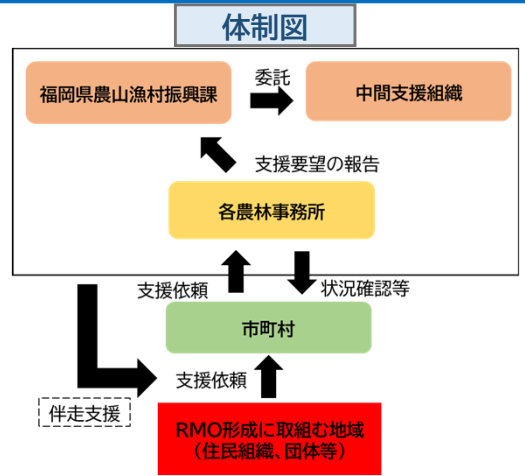 体制図
福岡県農山漁村振興課
委託
中間支援組織
支援要望の報告
各農林事務所
支援依頼
状況確認等
市町村
支援依頼
伴走支援
RMO形成に取組む地域
（住民組織、団体等）